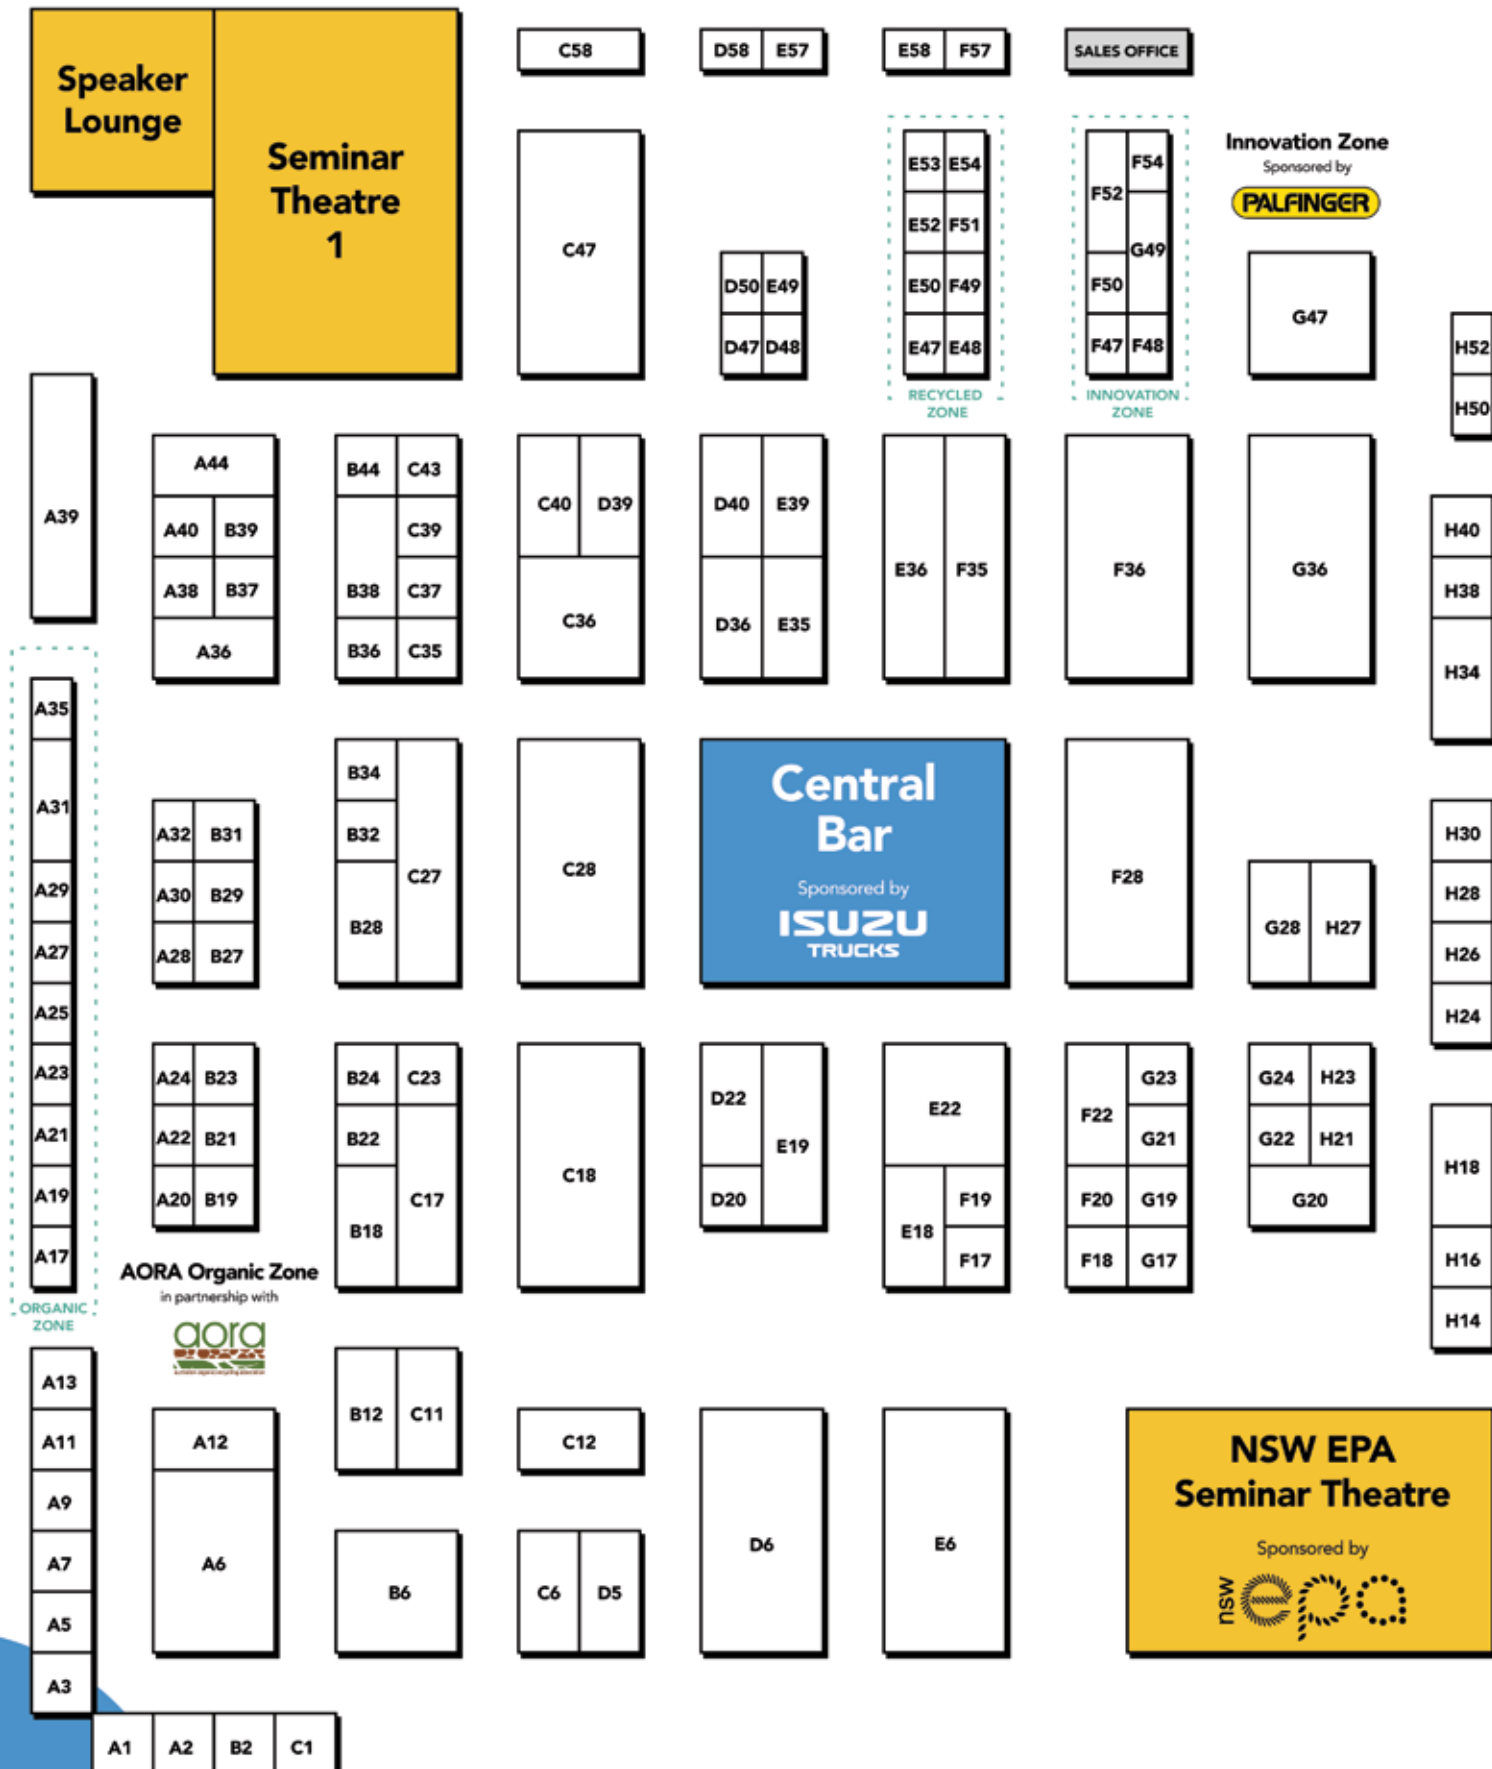 Speaker
Lounge
Seminar
Theatre
1
C58
D58 E57
E58 F57
SALES OFFICE
C47
D50 E49
D47 D48
E53 E54
E52 F51
E50 F49
E47 E48
RECYCLED
ZONE
F52
F54
G49
F50
F47 F48
INNOVATION
ZONE
Innovation Zone
Sponsored by
PALFINGER
G47
H52
H50
A39
A44
A40 B39
A38 B37
A36
B44 C43
C39
B38 C37
B36 C35
C40 D39
C36
D40 E39
D36 E35
E36 F35
F36
G36
H40
H38
H34
A35
A31
A29
A27
A25
A23
A21
A19
A17
ORGANIC
ZONE
A32 B31
A30 B29
A28 B27
B34
B32
C27
B28
C28
Central
Bar
Sponsored by
ISUZU
TRUCKS
F28
G28 H27
H30
H28
H26
H24
A24 B23
A22 B21
A20 B19
AORA Organic Zone
in partnership with
aora
B24 C23
B22
C17
B18
C18
D22
E19
D20
E22
E18
F19
F17
F22
G23
G21
F20 G19
F18 G17
G24 H23
G22 H21
G20
H18
H16
H14
A13
A11
A9
A7
A5
A3
A12
A6
B12 C11
B6
C12
C6 D5
D6
E6
NSW EPA
Seminar Theatre
Sponsored by
nsw
epa
A1 A2 B2 C1